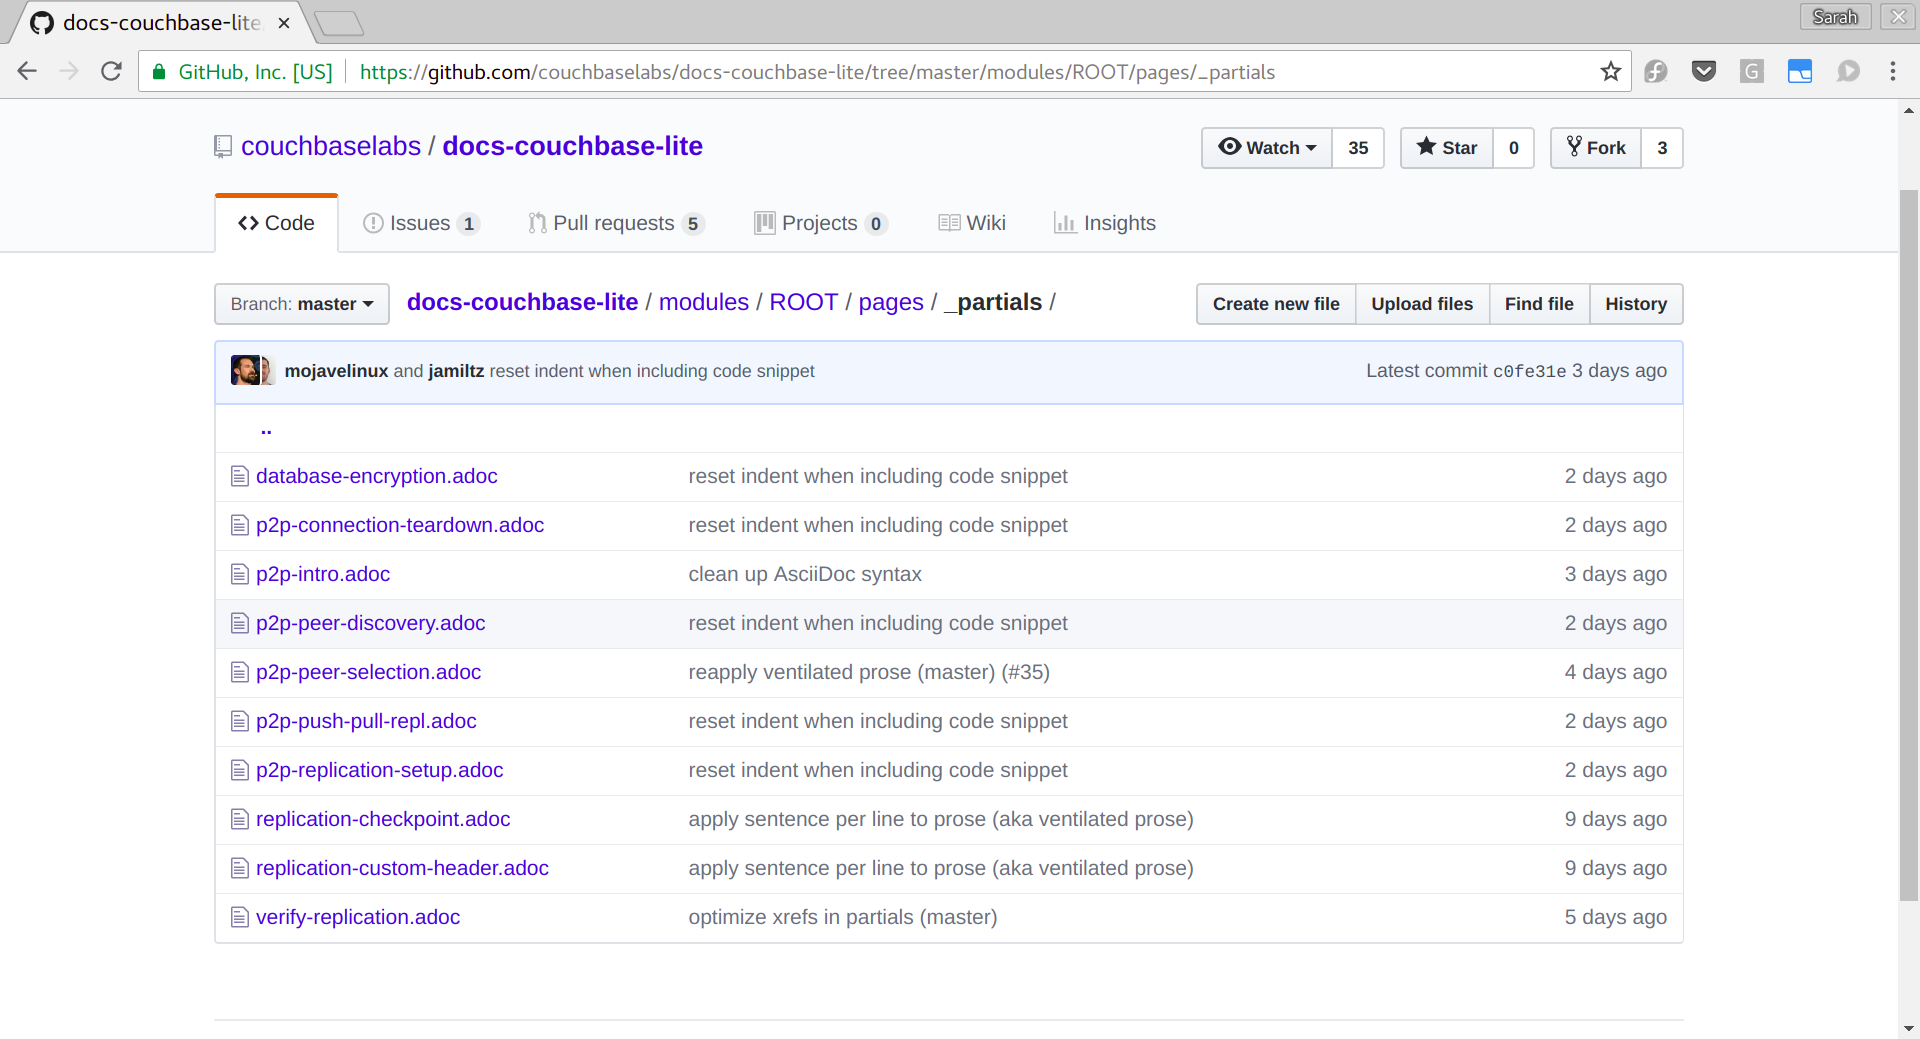 docs-couchbase-lite
Sarah
GitHub, Inc. [US] https://github.com/couchbaselabs/docs-couchbase-lite/tree/master/modules/ROOT/pages/_partials
G
couchbaselabs / docs-couchbase-lite
Watch 35
Star 0
Fork 3
Code
Issues 1
Pull requests 5
Projects 0
Wiki
Insights
Branch: master
docs-couchbase-lite / modules / ROOT / pages / _partials /
Create new file
Upload files
Find file
History
mojavelinux and jamiltz reset indent when including code snippet Latest commit c0fe31e 3 days ago
..
database-encryption.adoc reset indent when including code snippet 2 days ago
p2p-connection-teardown.adoc reset indent when including code snippet 2 days ago
p2p-intro.adoc clean up AsciiDoc syntax 3 days ago
p2p-peer-discovery.adoc reset indent when including code snippet 2 days ago
p2p-peer-selection.adoc reapply ventilated prose (master) (#35) 4 days ago
p2p-push-pull-repl.adoc reset indent when including code snippet 2 days ago
p2p-replication-setup.adoc reset indent when including code snippet 2 days ago
replication-checkpoint.adoc apply sentence per line to prose (aka ventilated prose) 9 days ago
replication-custom-header.adoc apply sentence per line to prose (aka ventilated prose) 9 days ago
verify-replication.adoc optimize xrefs in partials (master) 5 days ago